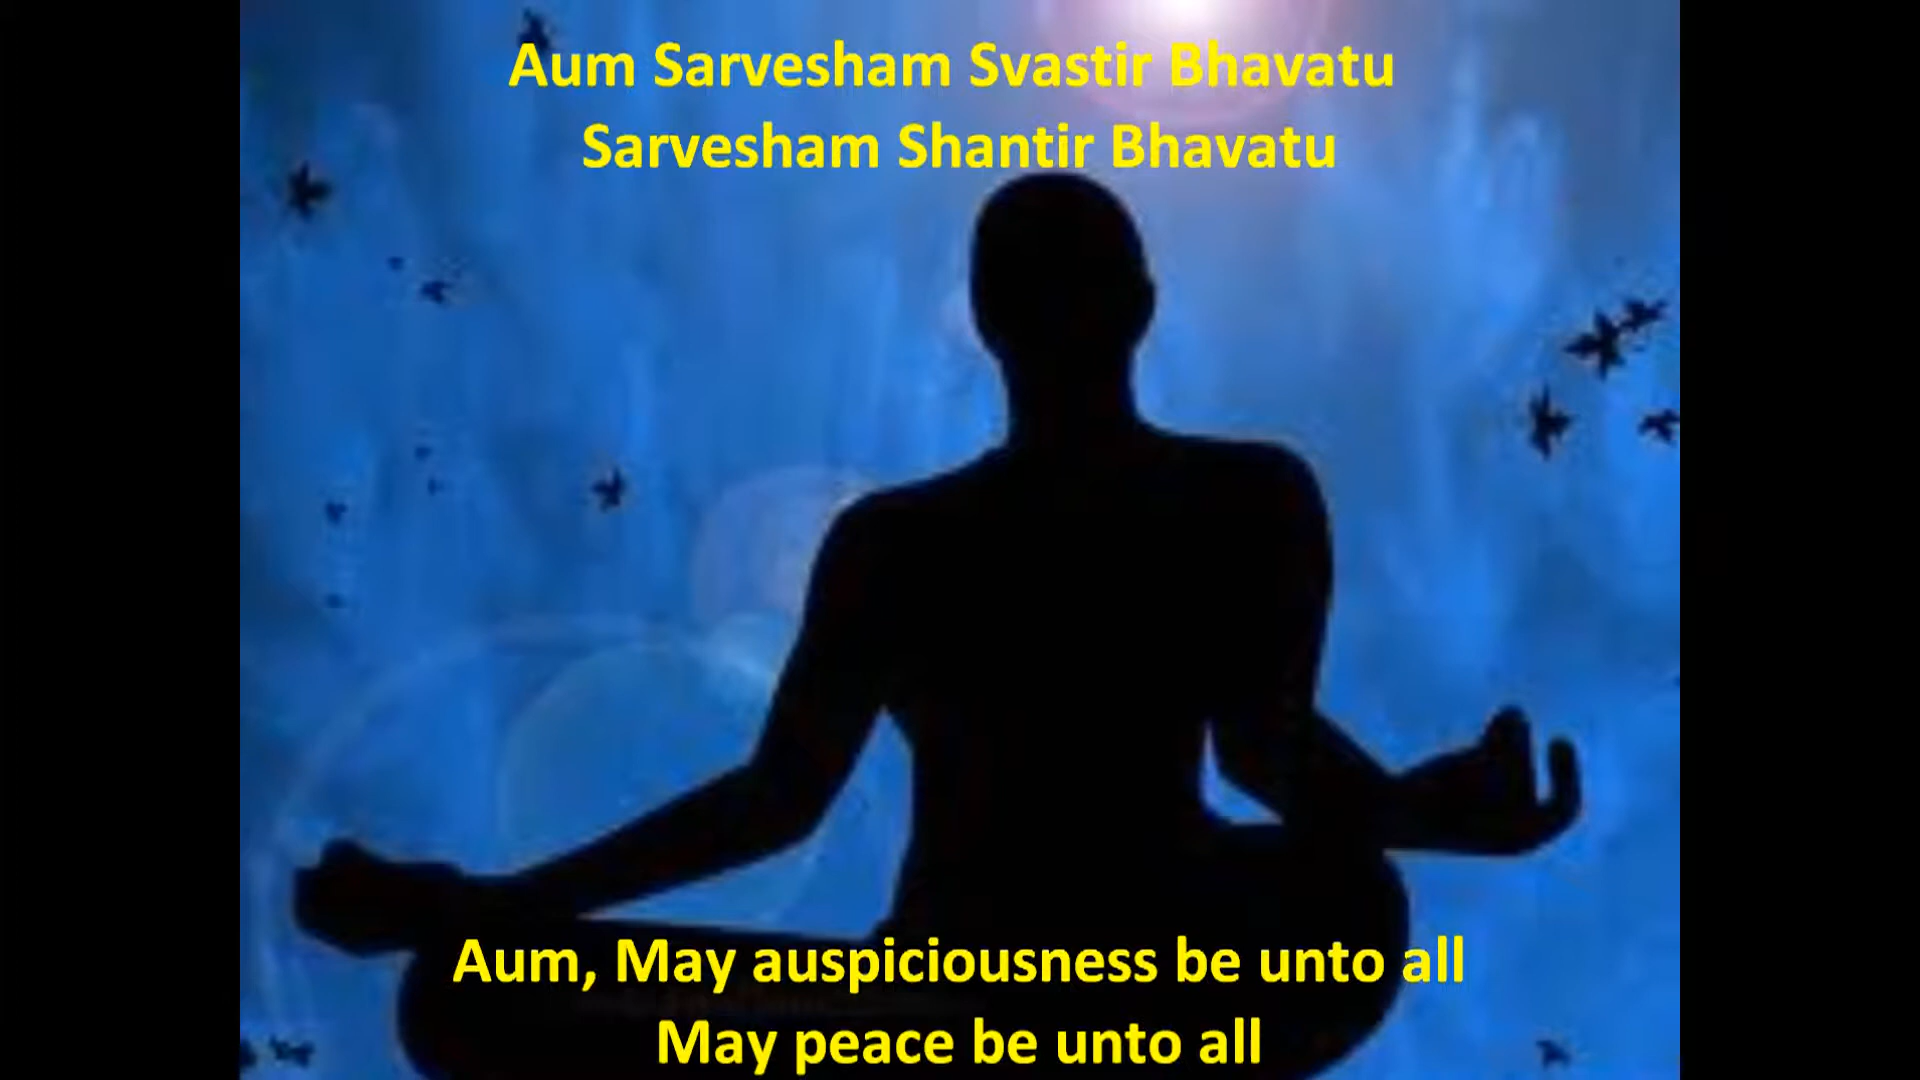 Aum Sarvesham Svastir Bhavatu
Sarvesham Shantir Bhavatu
Aum, May auspiciousness be unto all
May peace be unto all